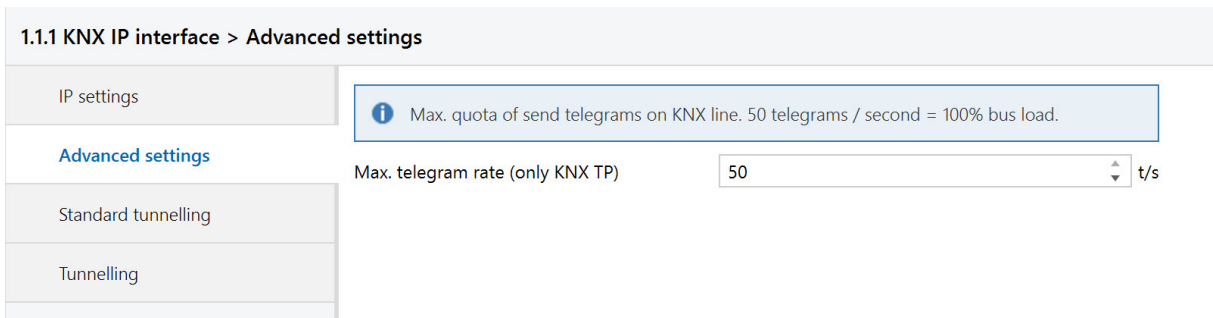 1.1.1 KNX IP interface > Advanced settings
IP settings
Advanced settings
Standard tunnelling
Tunnelling
Max. quota of send telegrams on KNX line. 50 telegrams / second = 100% bus load.
Max. telegram rate (only KNX TP) 50 t/s